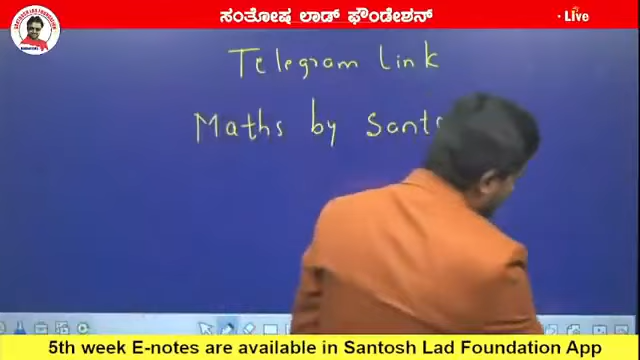 ಸಂತೋಷ ಲಾಡ್ ಫೌಂಡೇಶನ್
Live
Telegram link
Maths by
5th week E-notes are available in Santosh Lad Foundation App